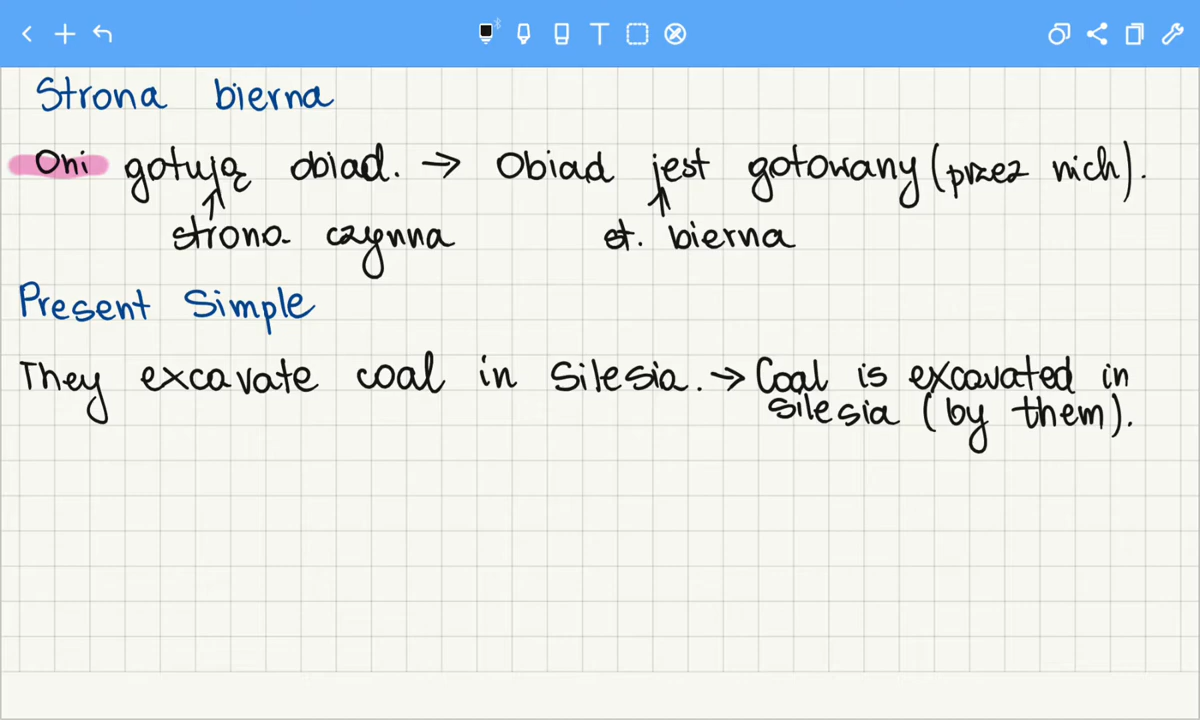 Strona bierna
Oni gotują obiad. → Obiad jest gotowany (przez nich).
strona czynna st. bierna
Present Simple
They excavate coal in Silesia. → Coal is excavated in
Silesia (by them).